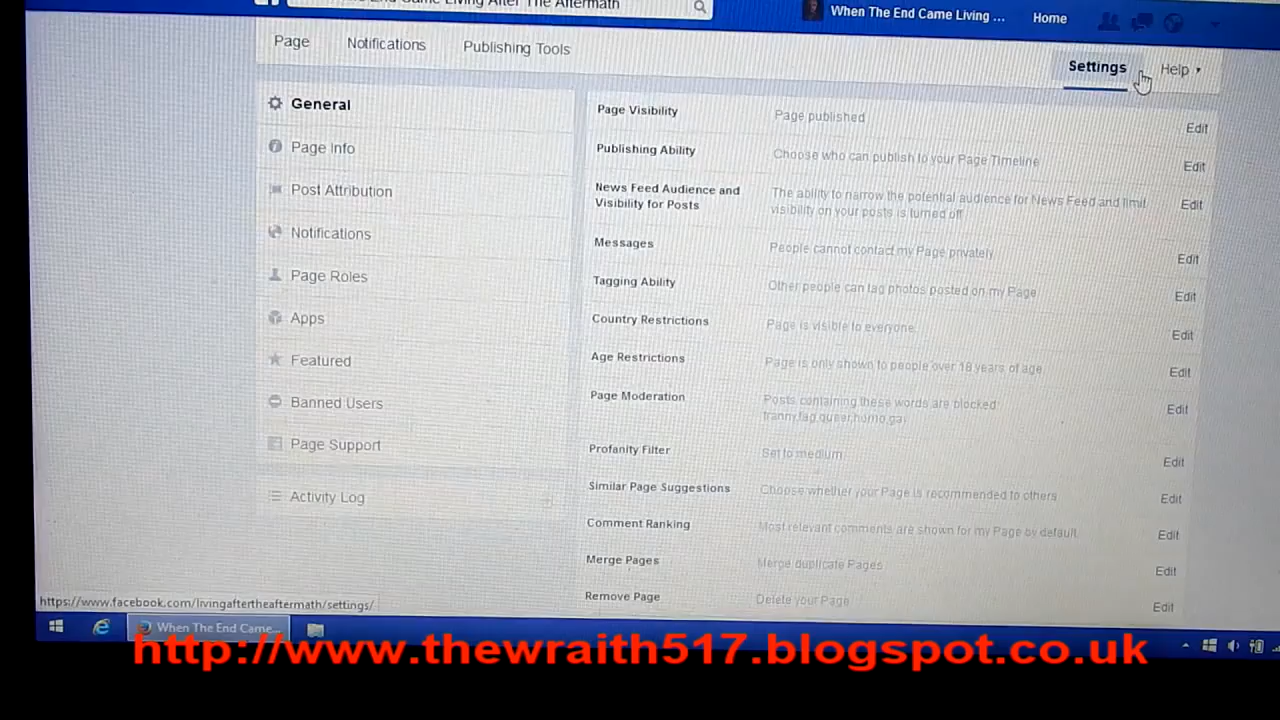 End Came Living After The Aftermath
When The End Came Living ...
Home
Page
Notifications
Publishing Tools
Settings
Help
General
Page Info
Post Attribution
Notifications
Page Roles
Apps
Featured
Banned Users
Page Support
Activity Log
Page Visibility
Page published
Edit
Publishing Ability
Choose who can publish to your Page Timeline
Edit
News Feed Audience and
Visibility for Posts
The ability to narrow the potential audience for News Feed and limit
visibility on your posts is turned off
Edit
Messages
People cannot contact my Page privately
Edit
Tagging Ability
Other people can tag photos posted on my Page
Edit
Country Restrictions
Page is visible to everyone
Edit
Age Restrictions
Page is only shown to people over 18 years of age
Edit
Page Moderation
Posts containing these words are blocked:
tranny,fag,queer,homo,gay
Edit
Profanity Filter
Set to medium
Edit
Similar Page Suggestions
Choose whether your Page is recommended to others
Edit
Comment Ranking
Most relevant comments are shown for my Page by default
Edit
Merge Pages
Merge duplicate Pages
Edit
Remove Page
Delete your Page
Edit
https://www.facebook.com/livingaftertheaftermath/settings/
When The End Came...
http://www.thewraith517.blogspot.co.uk